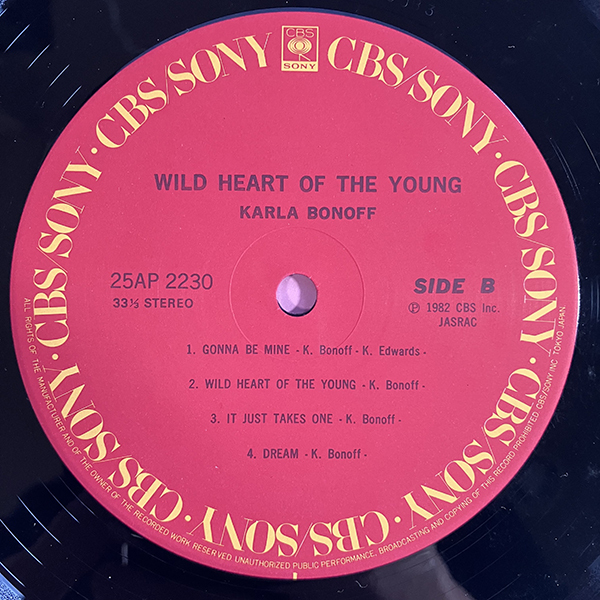 CBS
SONY
CBS/SONY · CBS/SONY · CBS/SONY · CBS/SONY · CBS/SONY · CBS/SONY · CBS/SONY · CBS/SONY
WILD HEART OF THE YOUNG
KARLA BONOFF
25AP 2230
33⅓ STEREO
SIDE B
Ⓟ 1982 CBS Inc.
JASRAC
1. GONNA BE MINE - K. Bonoff - K. Edwards -
2. WILD HEART OF THE YOUNG - K. Bonoff -
3. IT JUST TAKES ONE - K. Bonoff -
4. DREAM - K. Bonoff -
ALL RIGHTS OF THE MANUFACTURER AND OF THE OWNER OF THE RECORDED WORK RESERVED. UNAUTHORIZED PUBLIC PERFORMANCE, BROADCASTING AND COPYING OF THIS RECORD PROHIBITED. CBS/SONY INC. TOKYO JAPAN